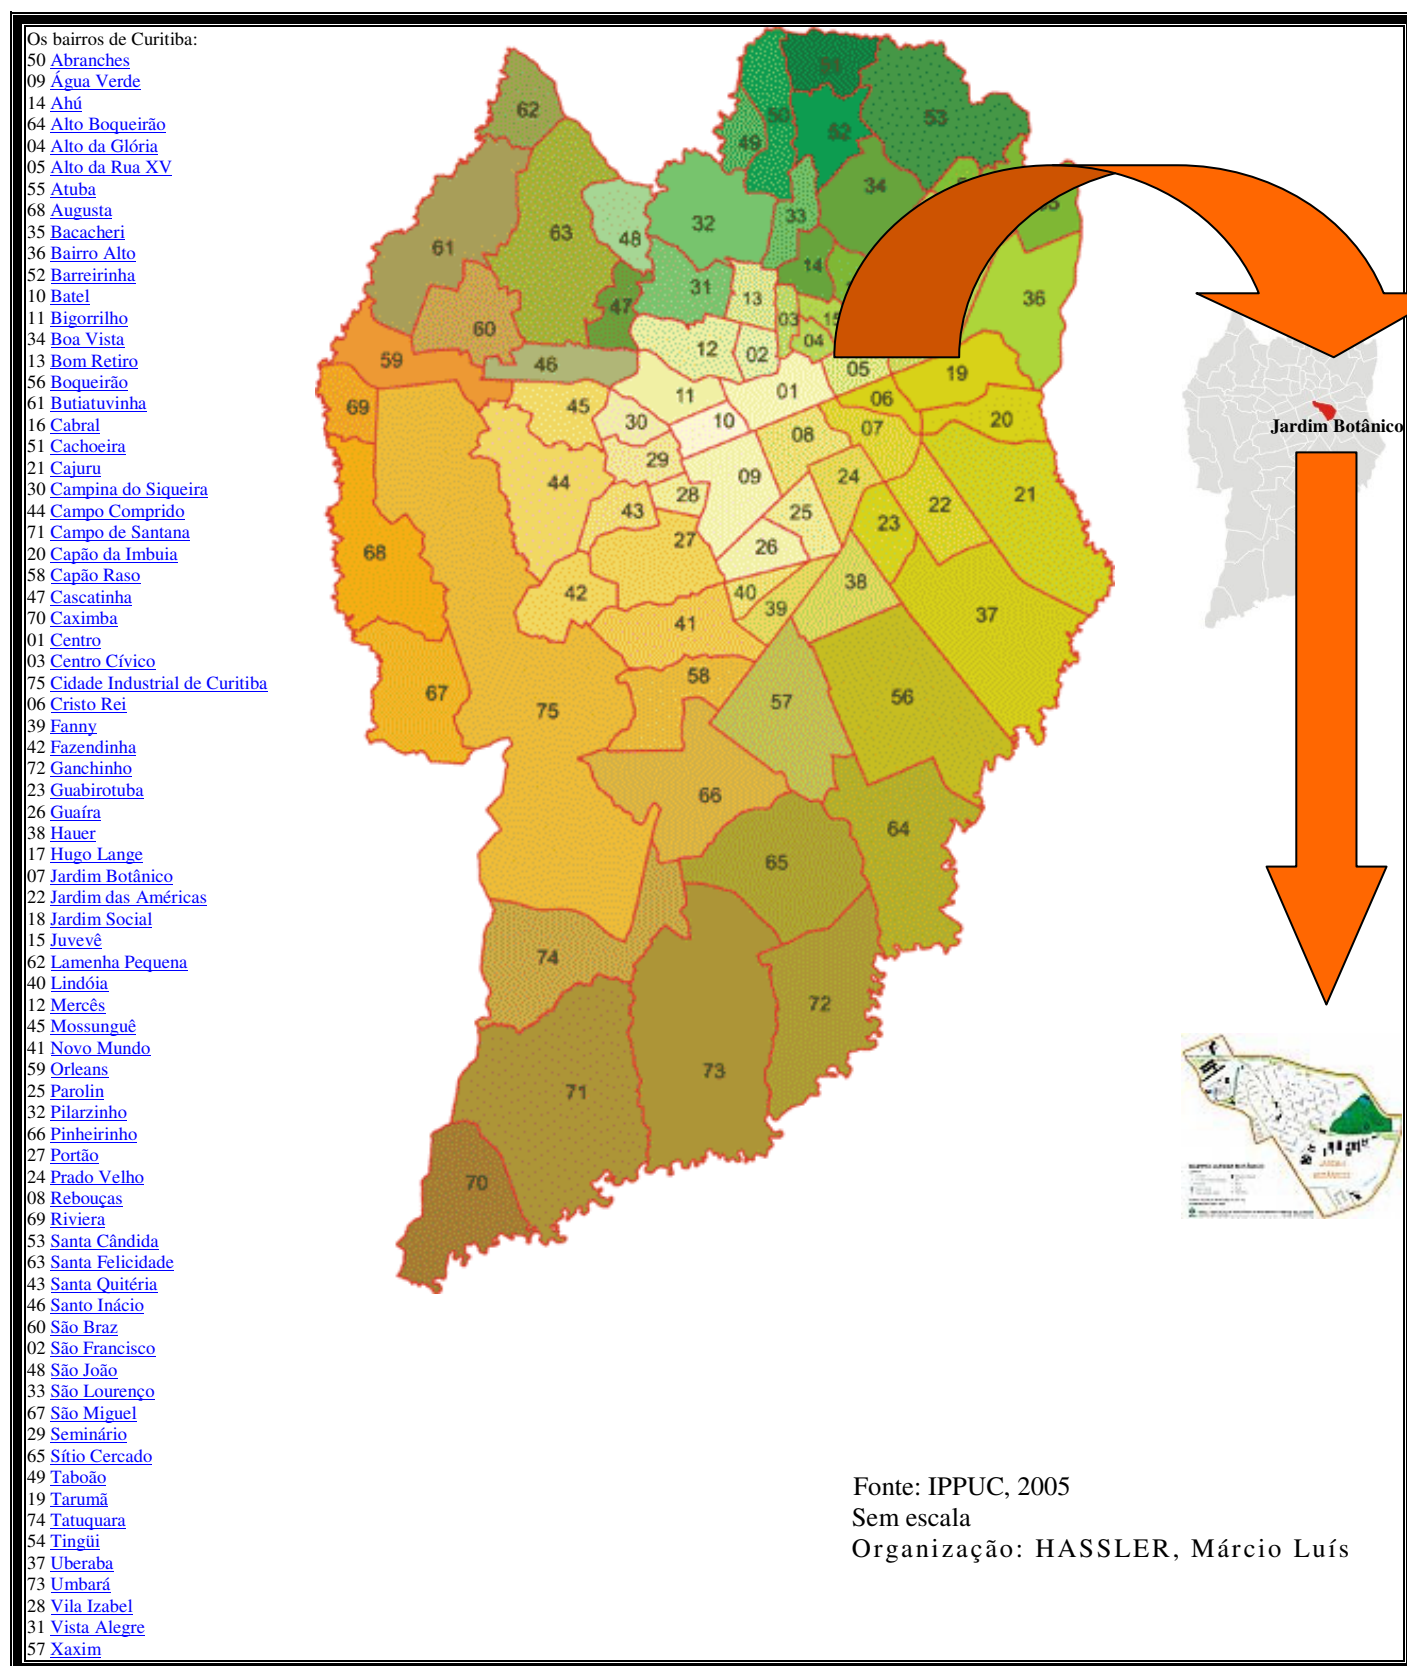 Os bairros de Curitiba:
50 Abranches
09 Água Verde
14 Ahú
64 Alto Boqueirão
04 Alto da Glória
05 Alto da Rua XV
55 Atuba
68 Augusta
35 Bacacheri
36 Bairro Alto
52 Barreirinha
10 Batel
11 Bigorrilho
34 Boa Vista
13 Bom Retiro
56 Boqueirão
61 Butiatuvinha
16 Cabral
51 Cachoeira
21 Cajuru
30 Campina do Siqueira
44 Campo Comprido
71 Campo de Santana
20 Capão da Imbuia
58 Capão Raso
47 Cascatinha
70 Caximba
01 Centro
03 Centro Cívico
75 Cidade Industrial de Curitiba
06 Cristo Rei
39 Fanny
42 Fazendinha
72 Ganchinho
23 Guabirotuba
26 Guaíra
38 Hauer
17 Hugo Lange
07 Jardim Botânico
22 Jardim das Américas
18 Jardim Social
15 Juvevê
62 Lamenha Pequena
40 Lindóia
12 Mercês
45 Mossunguê
41 Novo Mundo
59 Orleans
25 Parolin
32 Pilarzinho
66 Pinheirinho
27 Portão
24 Prado Velho
08 Rebouças
69 Riviera
53 Santa Cândida
63 Santa Felicidade
43 Santa Quitéria
46 Santo Inácio
60 São Braz
02 São Francisco
48 São João
33 São Lourenço
67 São Miguel
29 Seminário
65 Sítio Cercado
49 Taboão
19 Tarumã
74 Tatuquara
54 Tingüi
37 Uberaba
73 Umbará
28 Vila Izabel
31 Vista Alegre
57 Xaxim
51
62
50
53
52
49
34
33
32
63
48
61
14
31
36
13
47
03
15
60
04
12
02
46
59
05
19
01
11
06
45
69
10
30
20
07
08
29
09
24
44
28
21
22
43
25
23
27
26
68
38
42
40
39
37
41
58
67
56
57
75
66
64
65
74
72
73
71
70
Jardim Botânico
Fonte: IPPUC, 2005
Sem escala
Organização: HASSLER, Márcio Luís